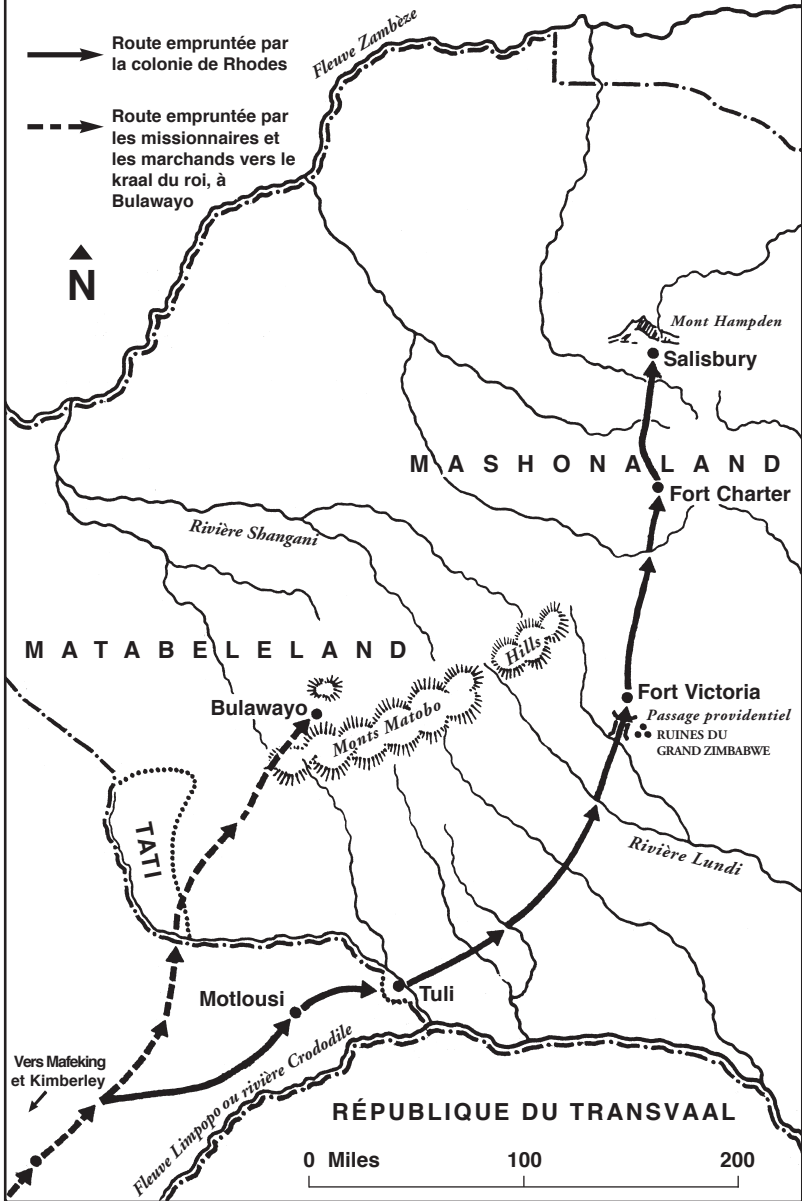 Route empruntée par
la colonie de Rhodes
Fleuve Zambèze
Route empruntée par
les missionnaires et
les marchands vers le
kraal du roi, à
Bulawayo
N
Mont Hampden
Salisbury
MASHONALAND
Fort Charter
Rivière Shangani
MATABELELAND
Hills
Bulawayo
Monts Matobo
Fort Victoria
Passage providentiel
RUINES DU
GRAND ZIMBABWE
TATI
Rivière Lundi
Motlousi
Tuli
Vers Mafeking
et Kimberley
Fleuve Limpopo ou rivière Crododile
RÉPUBLIQUE DU TRANSVAAL
0 Miles 100 200